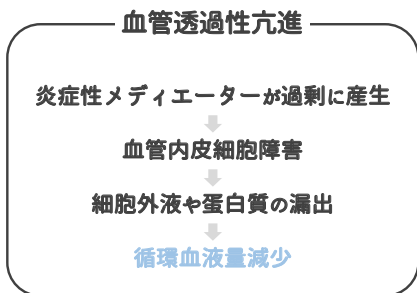 血管透過性亢進
炎症性メディエーターが過剰に産生
血管内皮細胞障害
細胞外液や蛋白質の漏出
循環血液量減少